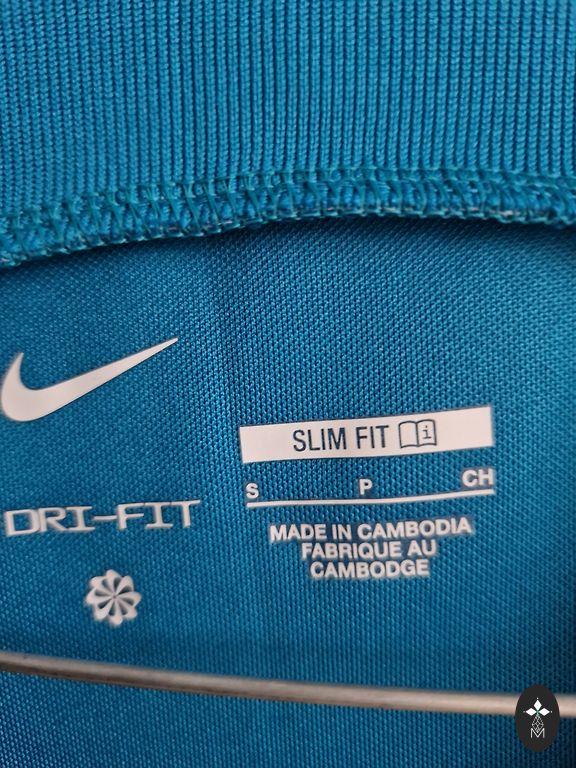 SLIM FIT
S P CH
DRI-FIT
MADE IN CAMBODIA
FABRIQUE AU
CAMBODGE
M